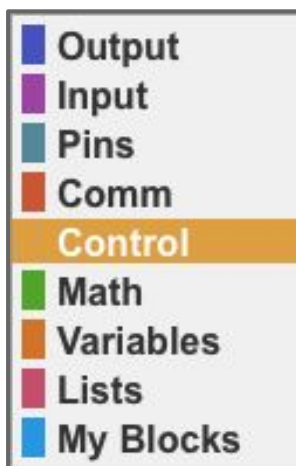 Output
Input
Pins
Comm
Control
Math
Variables
Lists
My Blocks